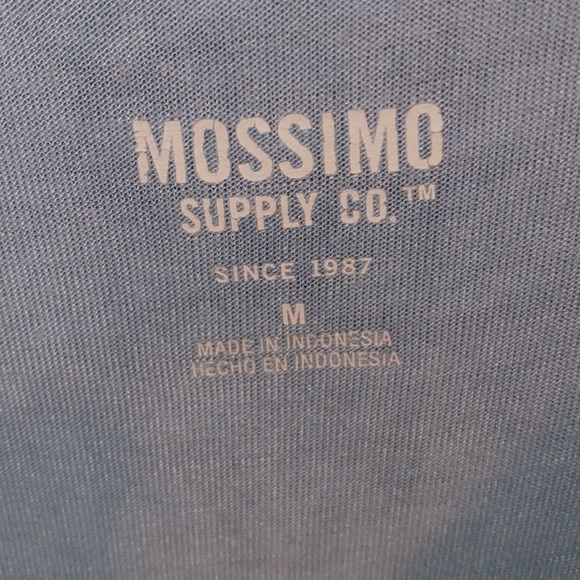 MOSSIMO
SUPPLY CO.™
SINCE 1987
M
MADE IN INDONESIA
HECHO EN INDONESIA